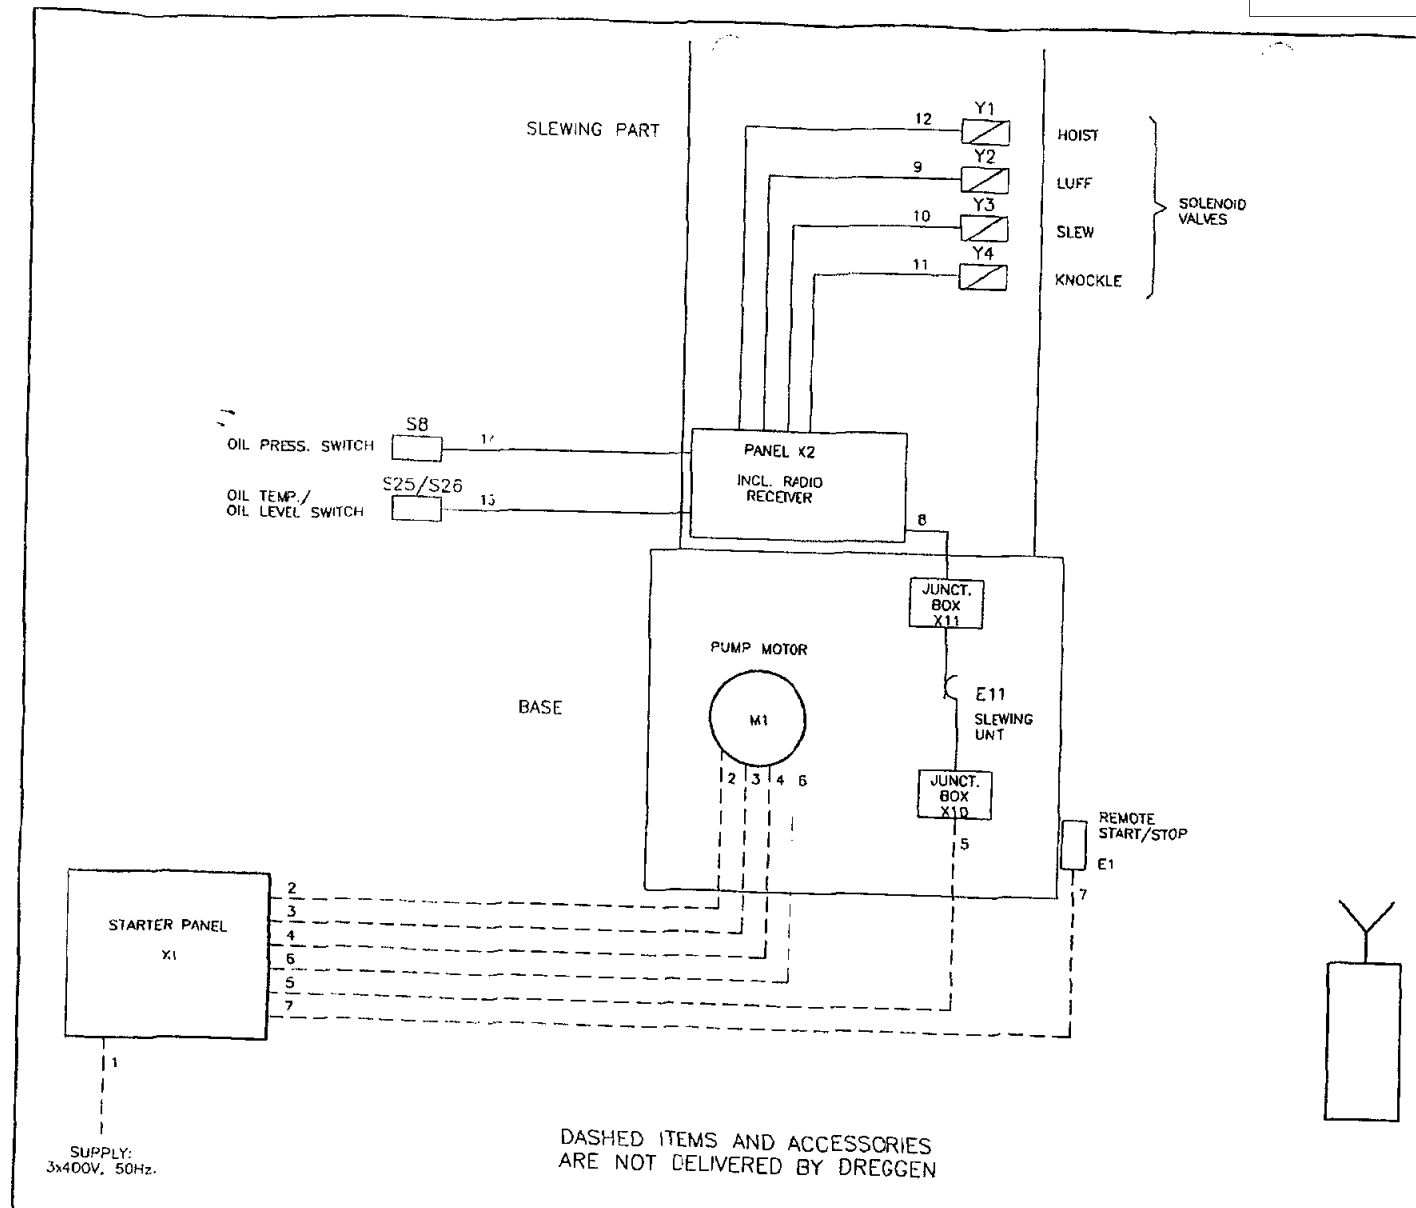 SLEWING PART
12
Y1
HOIST
9
Y2
LUFF
10
Y3
SLEW
11
Y4
KNOCKLE
SOLENOID
VALVES
OIL PRESS. SWITCH
S8
OIL TEMP./
OIL LEVEL SWITCH
S25/S26
PANEL X2
INCL. RADIO
RECEIVER
8
JUNCT.
BOX
X11
PUMP MOTOR
M1
BASE
E11
SLEWING
UNT
2
3
4
6
JUNCT.
BOX
X10
5
REMOTE
START/STOP
E1
7
STARTER PANEL
X1
2
3
4
6
5
7
1
SUPPLY:
3x400V, 50Hz.
DASHED ITEMS AND ACCESSORIES
ARE NOT DELIVERED BY DREGGEN